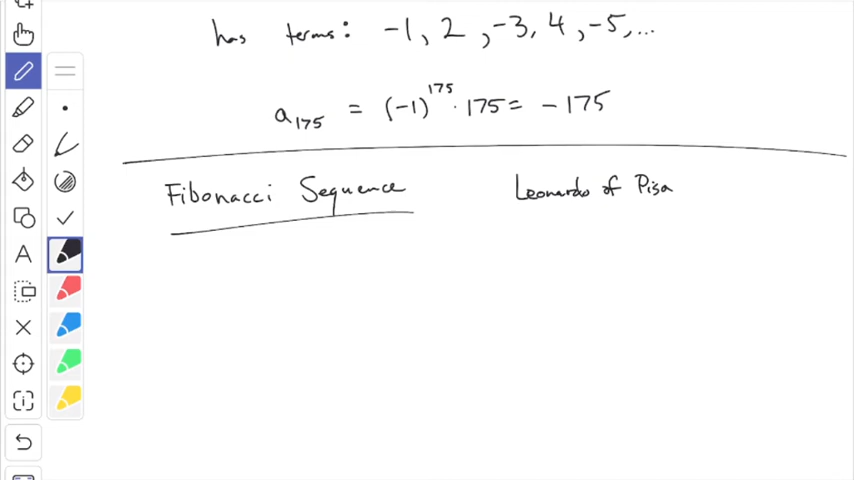 has terms: -1, 2, -3, 4, -5, ...
a₁₇₅ = (-1)¹⁷⁵ · 175 = -175
Fibonacci Sequence Leonardo of Pisa